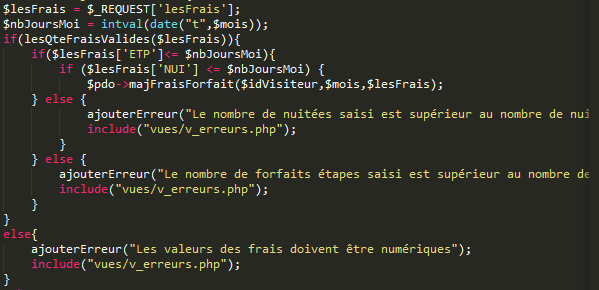 $lesFrais = $_REQUEST['lesFrais'];
$nbJoursMoi = intval(date("t",$mois));
if(lesQteFraisValides($lesFrais)){
    if($lesFrais['ETP']<= $nbJoursMoi){
        if ($lesFrais['NUI'] <= $nbJoursMoi) {
            $pdo->majFraisForfait($idVisiteur,$mois,$lesFrais);
    } else {
            ajouterErreur("Le nombre de nuitées saisi est supérieur au nombre de nui
            include("vues/v_erreurs.php");
        }
    } else {
        ajouterErreur("Le nombre de forfaits étapes saisi est supérieur au nombre de
        include("vues/v_erreurs.php");
    }
}
else{
    ajouterErreur("Les valeurs des frais doivent être numériques");
    include("vues/v_erreurs.php");
}